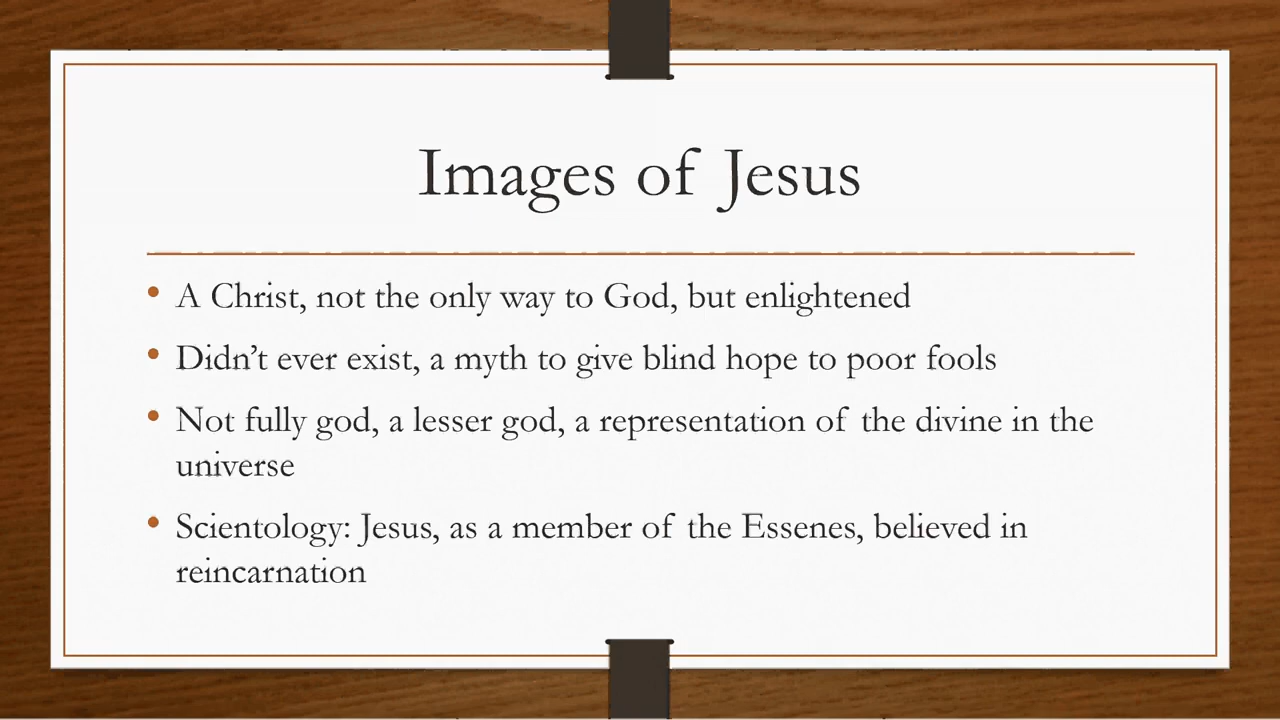 Images of Jesus
• A Christ, not the only way to God, but enlightened
• Didn’t ever exist, a myth to give blind hope to poor fools
• Not fully god, a lesser god, a representation of the divine in the
universe
• Scientology: Jesus, as a member of the Essenes, believed in
reincarnation